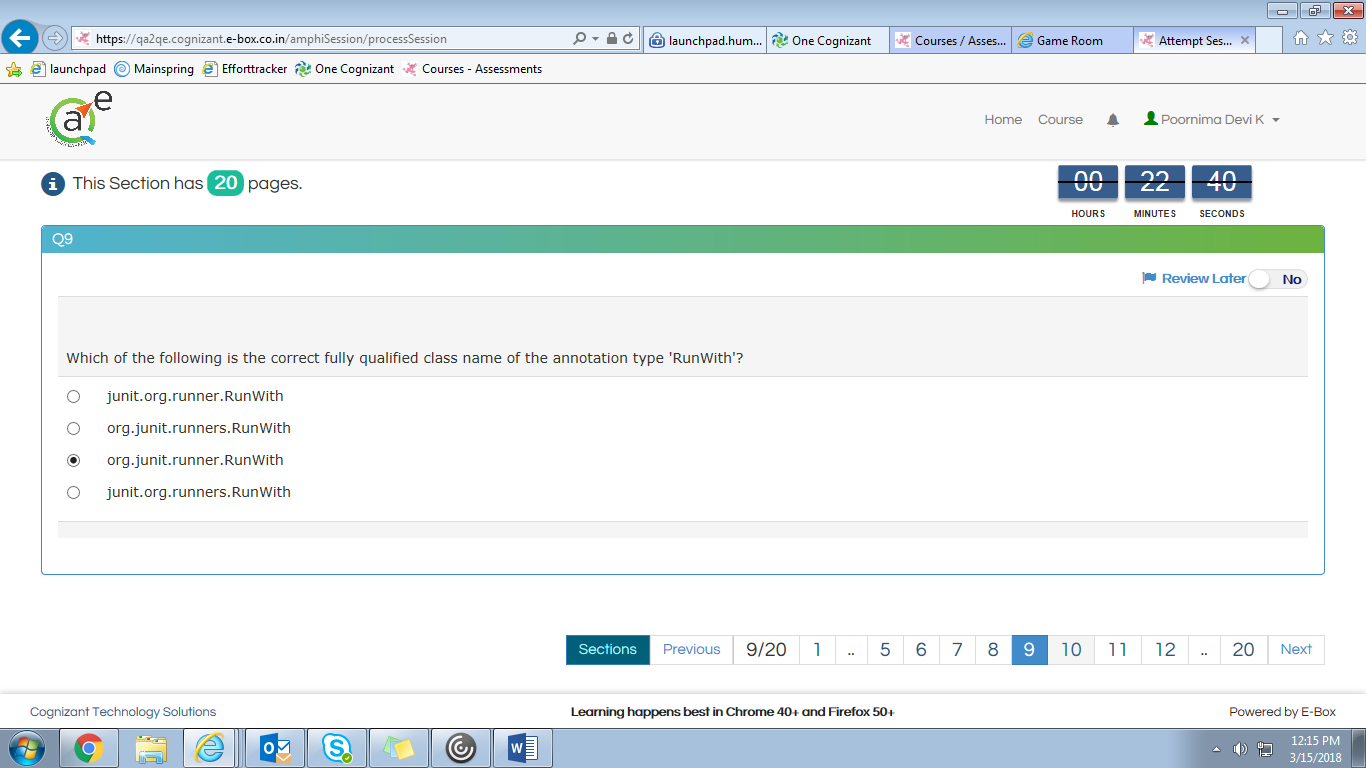 https://qa2qe.cognizant.e-box.co.in/amphiSession/processSession
launchpad.hum...
One Cognizant
Courses / Asses...
Game Room
Attempt Ses...
launchpad
Mainspring
Efforttracker
One Cognizant
Courses - Assessments
a e
Home
Course
Poornima Devi K
This Section has 20 pages.
00 22 40
HOURS MINUTES SECONDS
Q9
Review Later No
Which of the following is the correct fully qualified class name of the annotation type 'RunWith'?
junit.org.runner.RunWith
org.junit.runners.RunWith
org.junit.runner.RunWith
junit.org.runners.RunWith
Sections Previous 9/20 1 .. 5 6 7 8 9 10 11 12 .. 20 Next
Cognizant Technology Solutions
Learning happens best in Chrome 40+ and Firefox 50+
Powered by E-Box
12:15 PM
3/15/2018